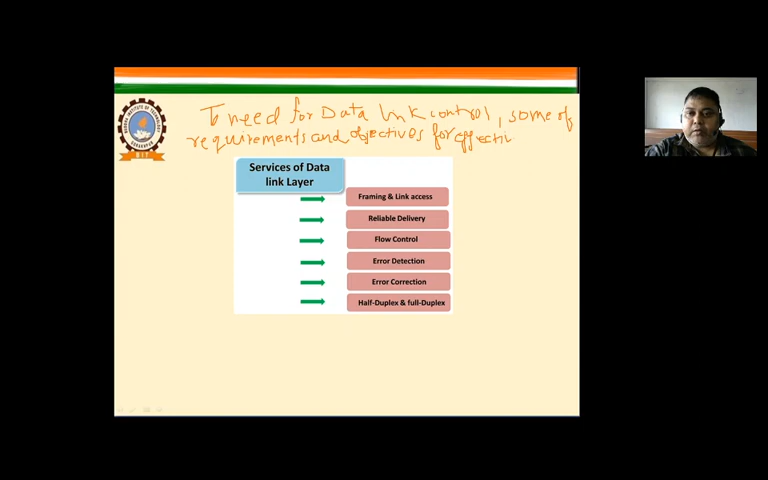 To need for Data link control, some of
requirements and objectives for effecti
Services of Data
link Layer
Framing & Link access
Reliable Delivery
Flow Control
Error Detection
Error Correction
Half-Duplex & full-Duplex
BIT